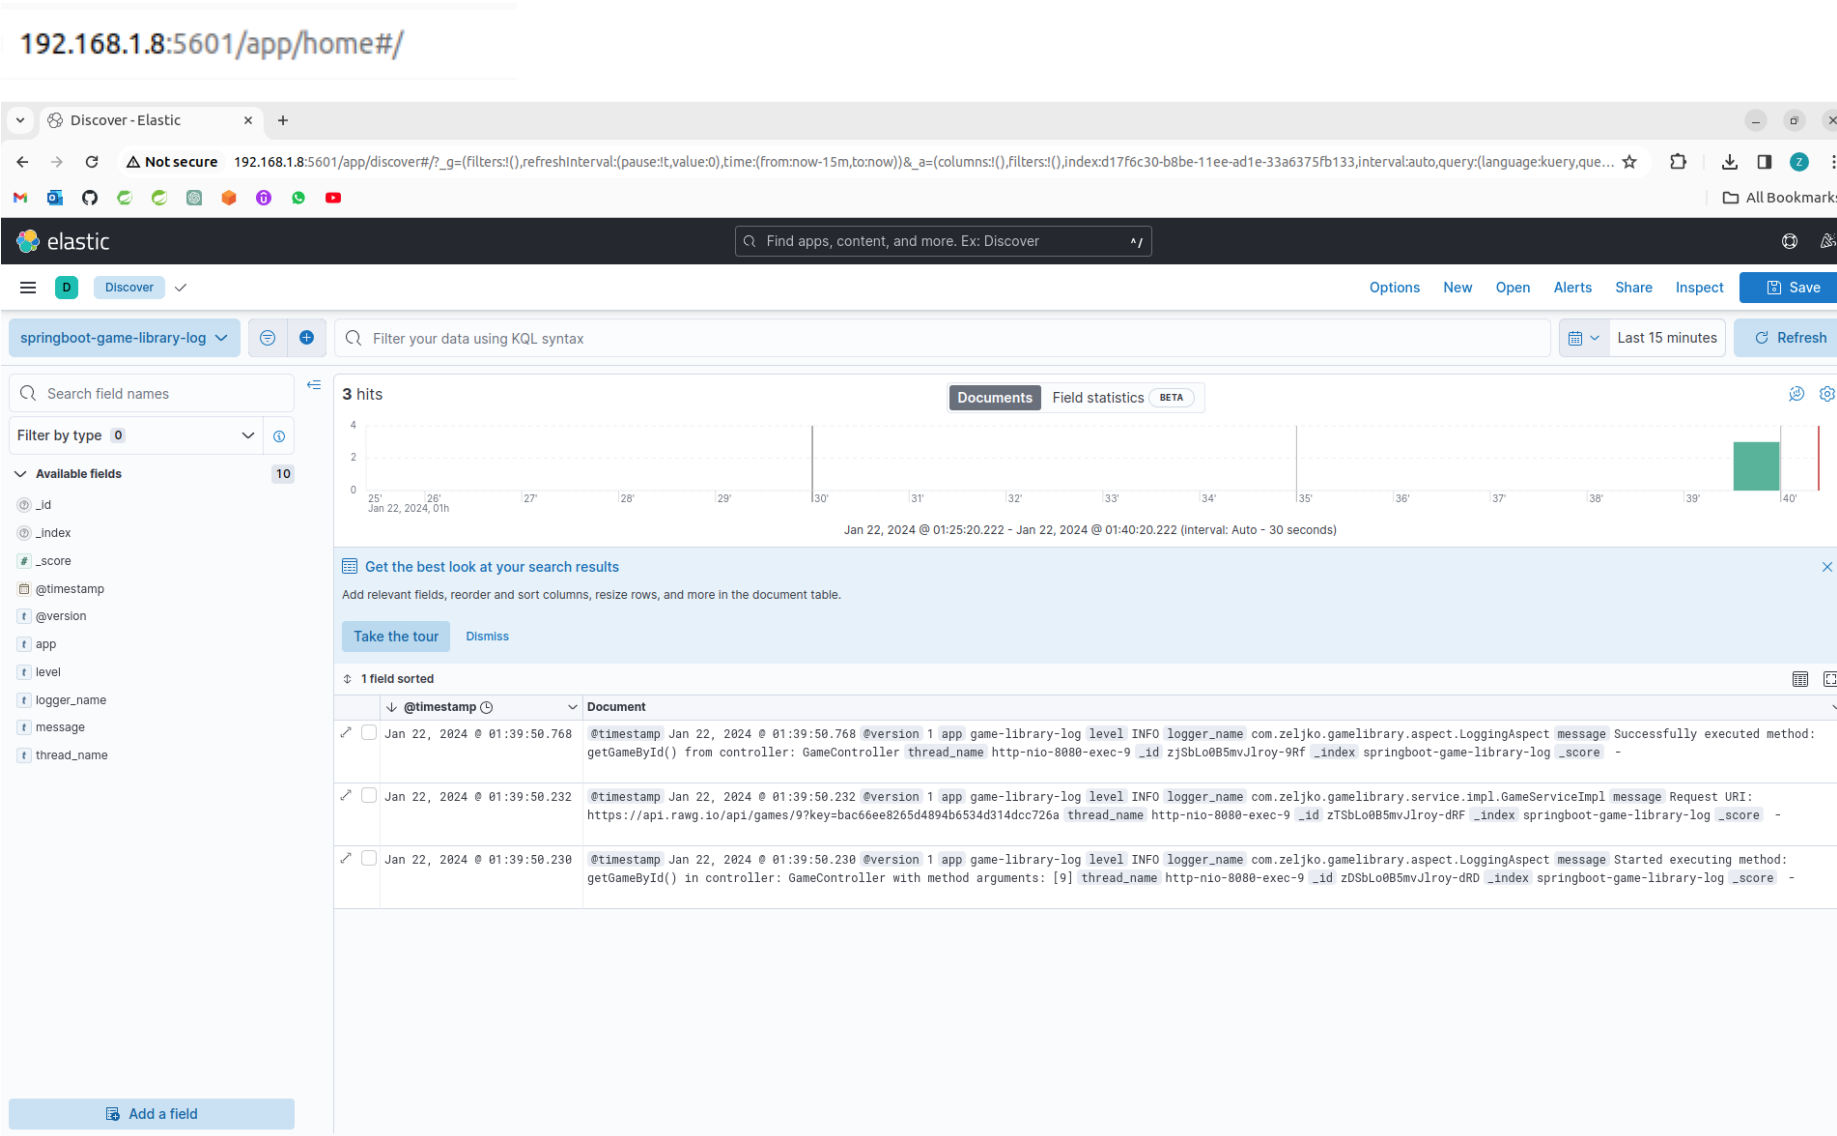 192.168.1.8:5601/app/home#/
Discover - Elastic
Not secure 192.168.1.8:5601/app/discover#/?_g=(filters:!(),refreshInterval:(pause:!t,value:0),time:(from:now-15m,to:now))&_a=(columns:!(),filters:!(),index:d17f6c30-b8be-11ee-ad1e-33a6375fb133,interval:auto,query:(language:kuery,que... Z
All Bookmarks
elastic Find apps, content, and more. Ex: Discover ^/
D Discover Options New Open Alerts Share Inspect Save
springboot-game-library-log Filter your data using KQL syntax Last 15 minutes Refresh
Search field names
3 hits Documents Field statistics BETA
Filter by type 0
Available fields 10
_id
_index
# _score
@timestamp
t @version
t app
t level
t logger_name
t message
t thread_name
Add a field
4
2
0
25' 26' 27' 28' 29' 30' 31' 32' 33' 34' 35' 36' 37' 38' 39' 40'
Jan 22, 2024, 01h
Jan 22, 2024 @ 01:25:20.222 - Jan 22, 2024 @ 01:40:20.222 (interval: Auto - 30 seconds)
Get the best look at your search results
Add relevant fields, reorder and sort columns, resize rows, and more in the document table.
Take the tour Dismiss
1 field sorted
@timestamp Document
Jan 22, 2024 @ 01:39:50.768 @timestamp Jan 22, 2024 @ 01:39:50.768 @version 1 app game-library-log level INFO logger_name com.zeljko.gamelibrary.aspect.LoggingAspect message Successfully executed method:
getGameById() from controller: GameController thread_name http-nio-8080-exec-9 _id zjSbLo0B5mvJlroy-9Rf _index springboot-game-library-log _score -
Jan 22, 2024 @ 01:39:50.232 @timestamp Jan 22, 2024 @ 01:39:50.232 @version 1 app game-library-log level INFO logger_name com.zeljko.gamelibrary.service.impl.GameServiceImpl message Request URI:
https://api.rawg.io/api/games/9?key=bac66ee8265d4894b6534d314dcc726a thread_name http-nio-8080-exec-9 _id zTSbLo0B5mvJlroy-dRF _index springboot-game-library-log _score -
Jan 22, 2024 @ 01:39:50.230 @timestamp Jan 22, 2024 @ 01:39:50.230 @version 1 app game-library-log level INFO logger_name com.zeljko.gamelibrary.aspect.LoggingAspect message Started executing method:
getGameById() in controller: GameController with method arguments: [9] thread_name http-nio-8080-exec-9 _id zDSbLo0B5mvJlroy-dRD _index springboot-game-library-log _score -